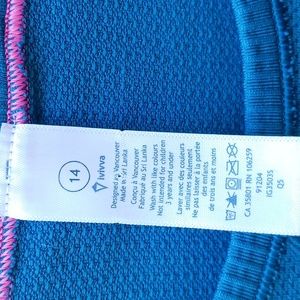 14
ivivva
Designed in Vancouver
Made in Sri Lanka
Conçu à Vancouver
Fabriqué au Sri Lanka
Wash with like colours
Not intended for children
3 years and under
Laver avec des couleurs
similaires seulement
Ne pas laisser à la portée
des enfants
de trois ans et moins
CA 35801 RN 106259
91204
IG35035
OS